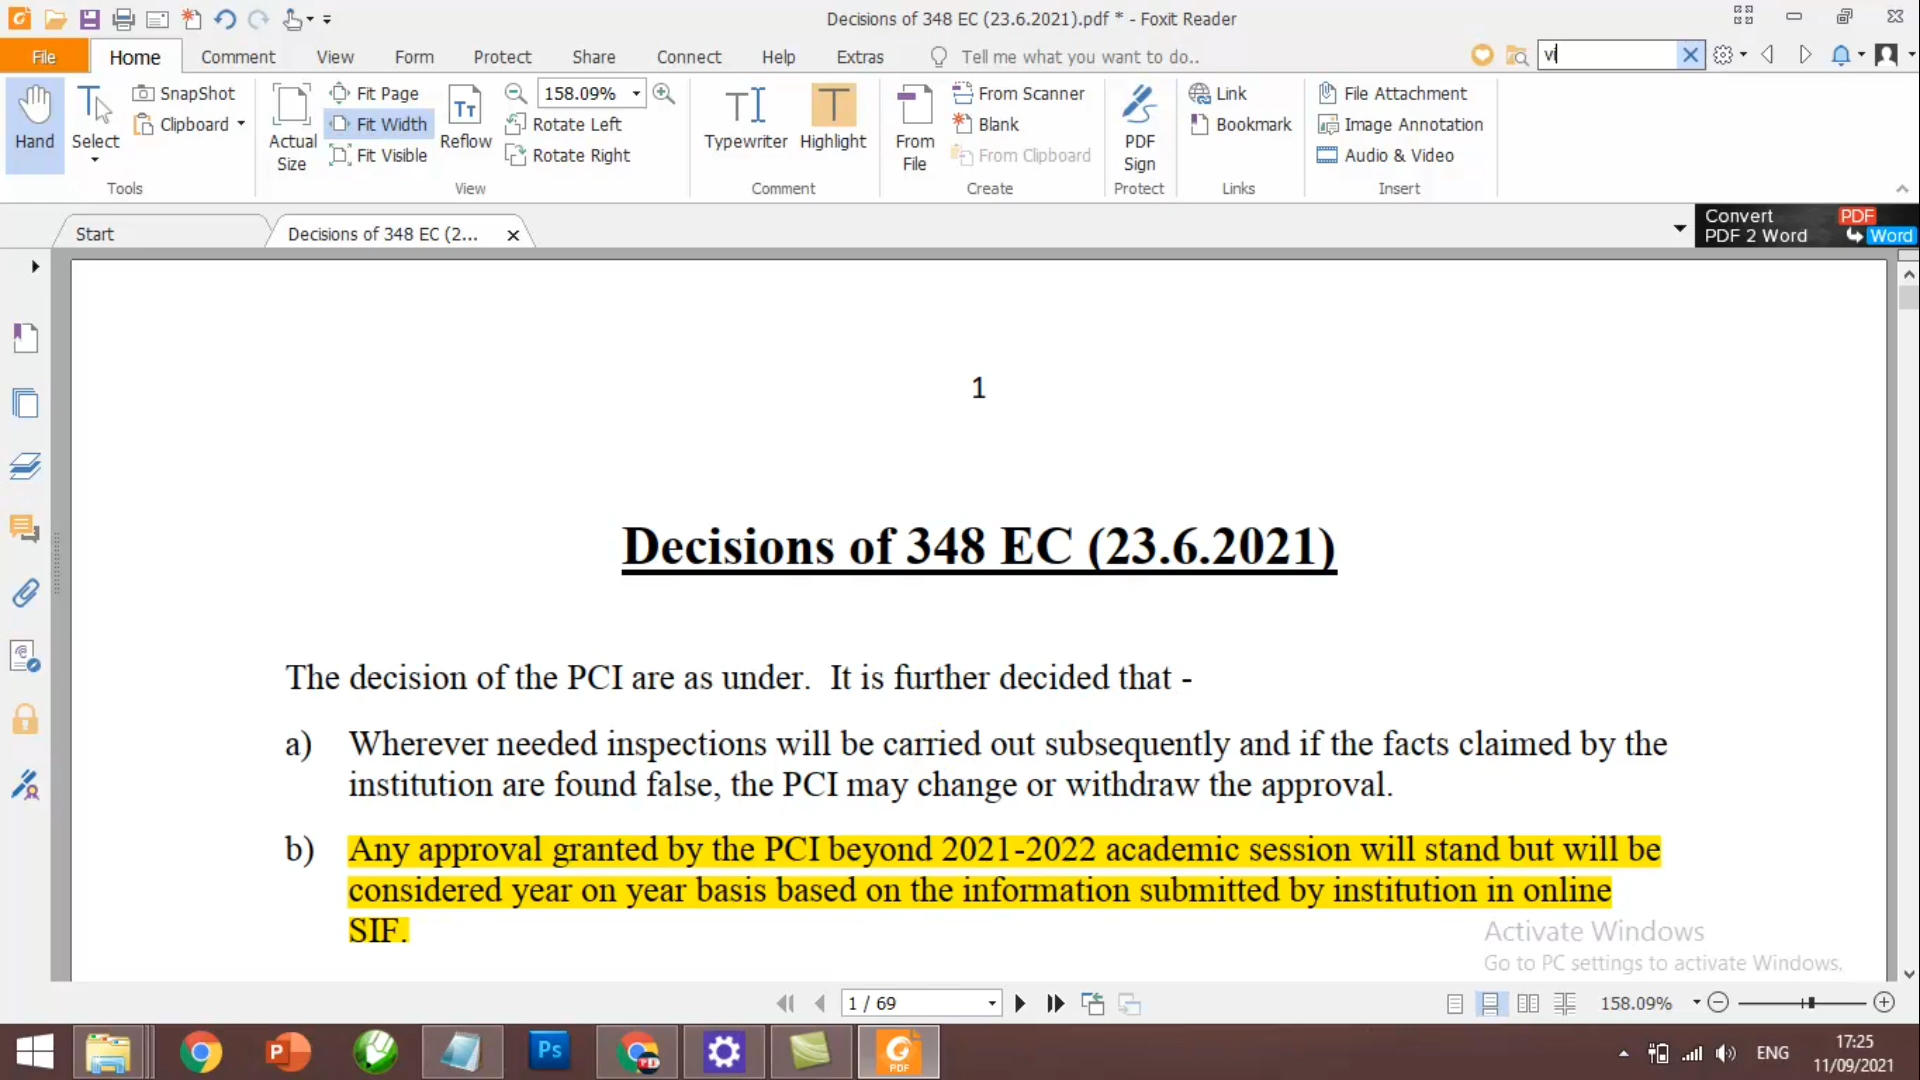 Decisions of 348 EC (23.6.2021).pdf * - Foxit Reader
File Home Comment View Form Protect Share Connect Help Extras Tell me what you want to do.. vi
Hand
Select
SnapShot
Clipboard
Tools
Actual Size
Fit Page
Fit Width
Fit Visible
Reflow
158.09%
Rotate Left
Rotate Right
View
Typewriter
Highlight
Comment
From File
From Scanner
Blank
From Clipboard
Create
PDF Sign
Protect
Link
Bookmark
Links
File Attachment
Image Annotation
Audio & Video
Insert
Start
Decisions of 348 EC (2...
Convert PDF
PDF 2 Word Word
1
Decisions of 348 EC (23.6.2021)
The decision of the PCI are as under. It is further decided that -
a) Wherever needed inspections will be carried out subsequently and if the facts claimed by the
institution are found false, the PCI may change or withdraw the approval.
b) Any approval granted by the PCI beyond 2021-2022 academic session will stand but will be
considered year on year basis based on the information submitted by institution in online
SIF.
Activate Windows
Go to PC settings to activate Windows.
1 / 69
158.09%
Ps
PDF
ENG
17:25
11/09/2021